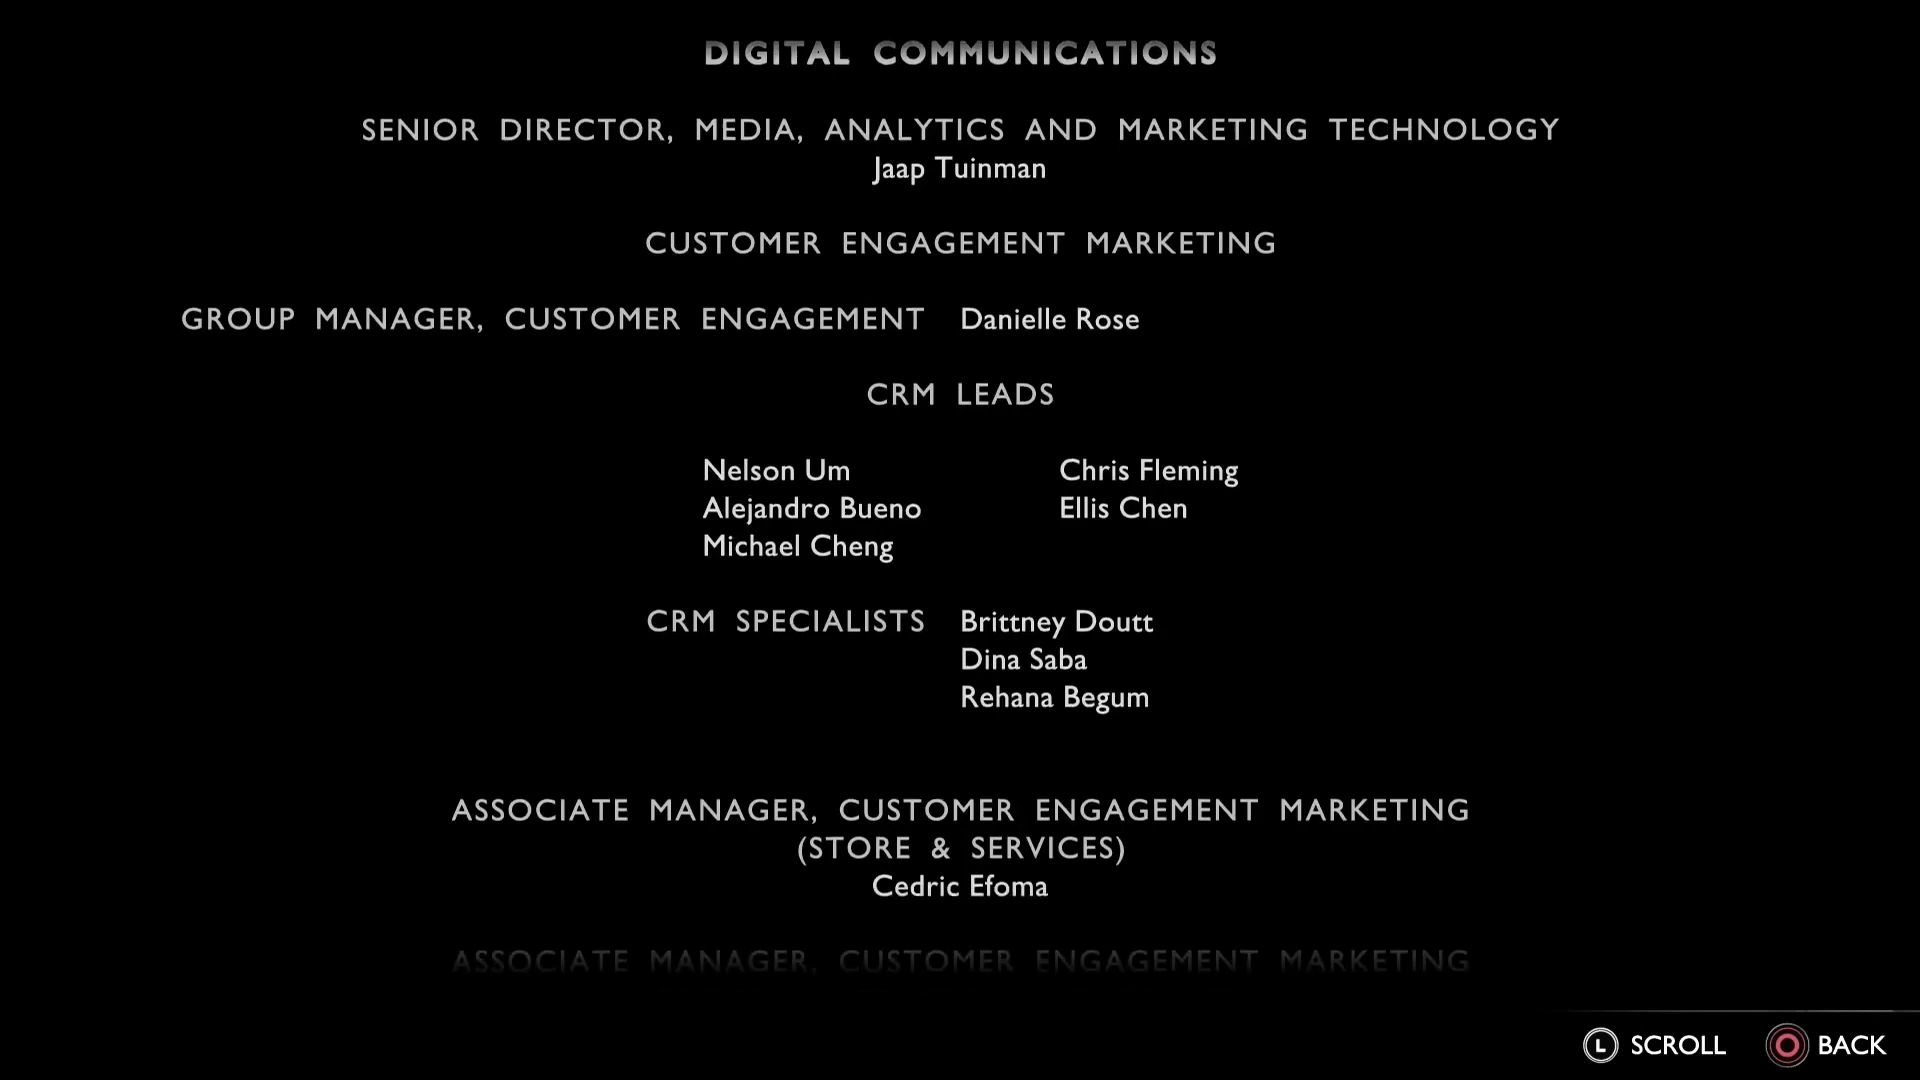 DIGITAL COMMUNICATIONS
SENIOR DIRECTOR, MEDIA, ANALYTICS AND MARKETING TECHNOLOGY
Jaap Tuinman
CUSTOMER ENGAGEMENT MARKETING
GROUP MANAGER, CUSTOMER ENGAGEMENT Danielle Rose
CRM LEADS
Nelson Um Chris Fleming
Alejandro Bueno Ellis Chen
Michael Cheng
CRM SPECIALISTS Brittney Doutt
Dina Saba
Rehana Begum
ASSOCIATE MANAGER, CUSTOMER ENGAGEMENT MARKETING
(STORE & SERVICES)
Cedric Efoma
ASSOCIATE MANAGER, CUSTOMER ENGAGEMENT MARKETING
L SCROLL BACK